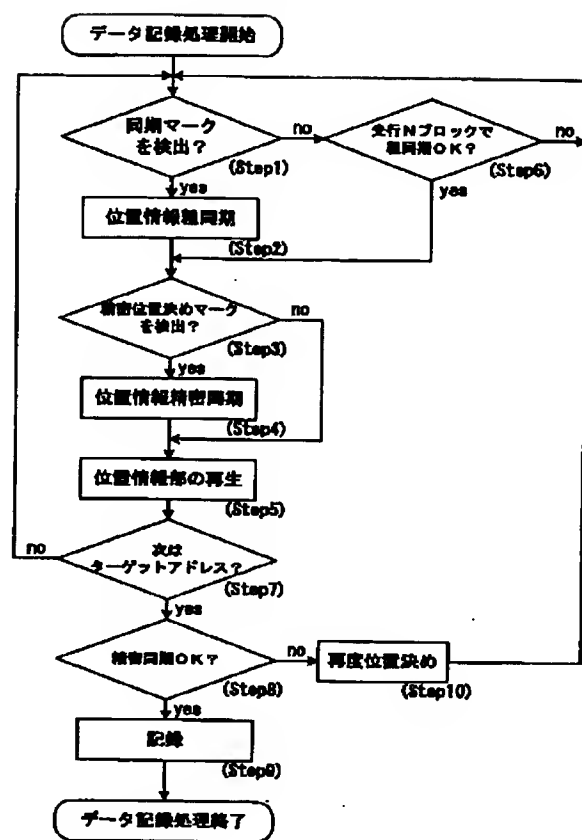 データ記録処理開始
同期マーク
を検出?
no
(Step1)
yes
先行Nブロックで
粗同期OK?
no
(Step6)
yes
位置情報粗同期
(Step2)
精密位置決めマーク
を検出?
no
(Step3)
yes
位置情報精密同期
(Step4)
位置情報部の再生
(Step5)
no
次は
ターゲットアドレス?
(Step7)
yes
精密同期OK?
no
(Step8)
yes
再度位置決め
(Step10)
記録
(Step9)
データ記録処理終了